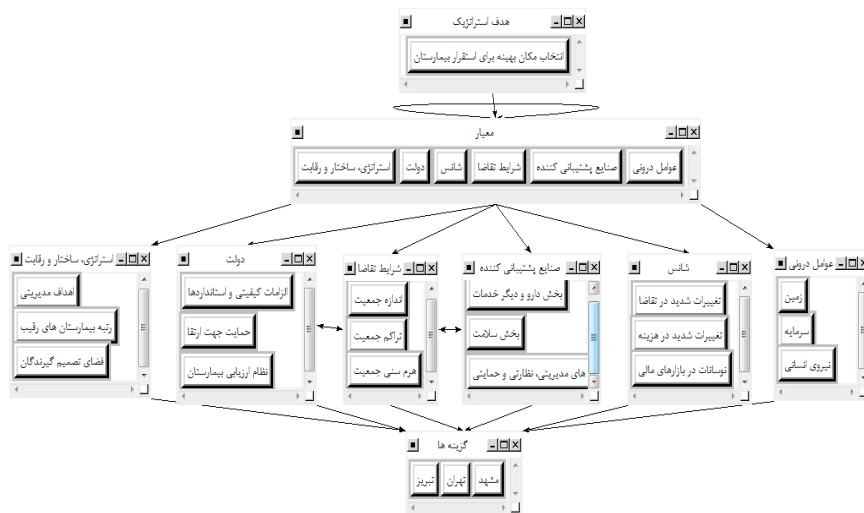 هدف استراتژیک
انتخاب مکان بهینه برای استقرار بیمارستان
معیار
عوامل درونی
صنایع پشتیبانی کننده
شرایط تقاضا
شانس
دولت
استراتژی، ساختار و رقابت
عوامل درونی
زمین
سرمایه
نیروی انسانی
شانس
تغییرات شدید در تقاضا
تغییرات شدید در هزینه
نوسانات در بازارهای مالی
صنایع پشتیبانی کننده
بخش دارو و دیگر خدمات
بخش سلامت
های مدیریتی، نظارتی و حمایتی
شرایط تقاضا
اندازه جمعیت
تراکم جمعیت
هرم سنی جمعیت
دولت
الزامات کیفیتی و استانداردها
حمایت جهت ارتقا
نظام ارزیابی بیمارستان
استراتژی، ساختار و رقابت
اهداف مدیریتی
رتبه بیمارستان های رقیب
فضای تصمیم گیرندگان
گزینه ها
مشهد
تهران
تبریز